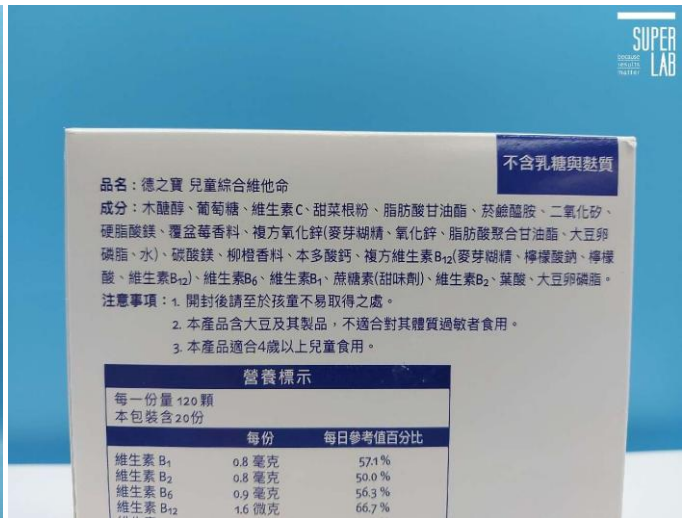 SUPER
LAB
because
results
matter
不含乳糖與麩質
品名：德之寶 兒童綜合維他命
成分：木醣醇、葡萄糖、維生素C、甜菜根粉、脂肪酸甘油酯、菸鹼醯胺、二氧化矽、
硬脂酸鎂、覆盆莓香料、複方氧化鋅(麥芽糊精、氧化鋅、脂肪酸聚合甘油酯、大豆卵
磷脂、水)、碳酸鎂、柳橙香料、本多酸鈣、複方維生素B₁₂(麥芽糊精、檸檬酸鈉、檸檬
酸、維生素B₁₂)、維生素B₆、維生素B₁、蔗糖素(甜味劑)、維生素B₂、葉酸、大豆卵磷脂。
注意事項：1. 開封後請至於孩童不易取得之處。
2. 本產品含大豆及其製品，不適合對其體質過敏者食用。
3. 本產品適合4歲以上兒童食用。
營養標示
每一份量 120 顆
本包裝含20份
每份 每日參考值百分比
維生素 B₁ 0.8 毫克 57.1 %
維生素 B₂ 0.8 毫克 50.0 %
維生素 B₆ 0.9 毫克 56.3 %
維生素 B₁₂ 1.6 微克 66.7 %